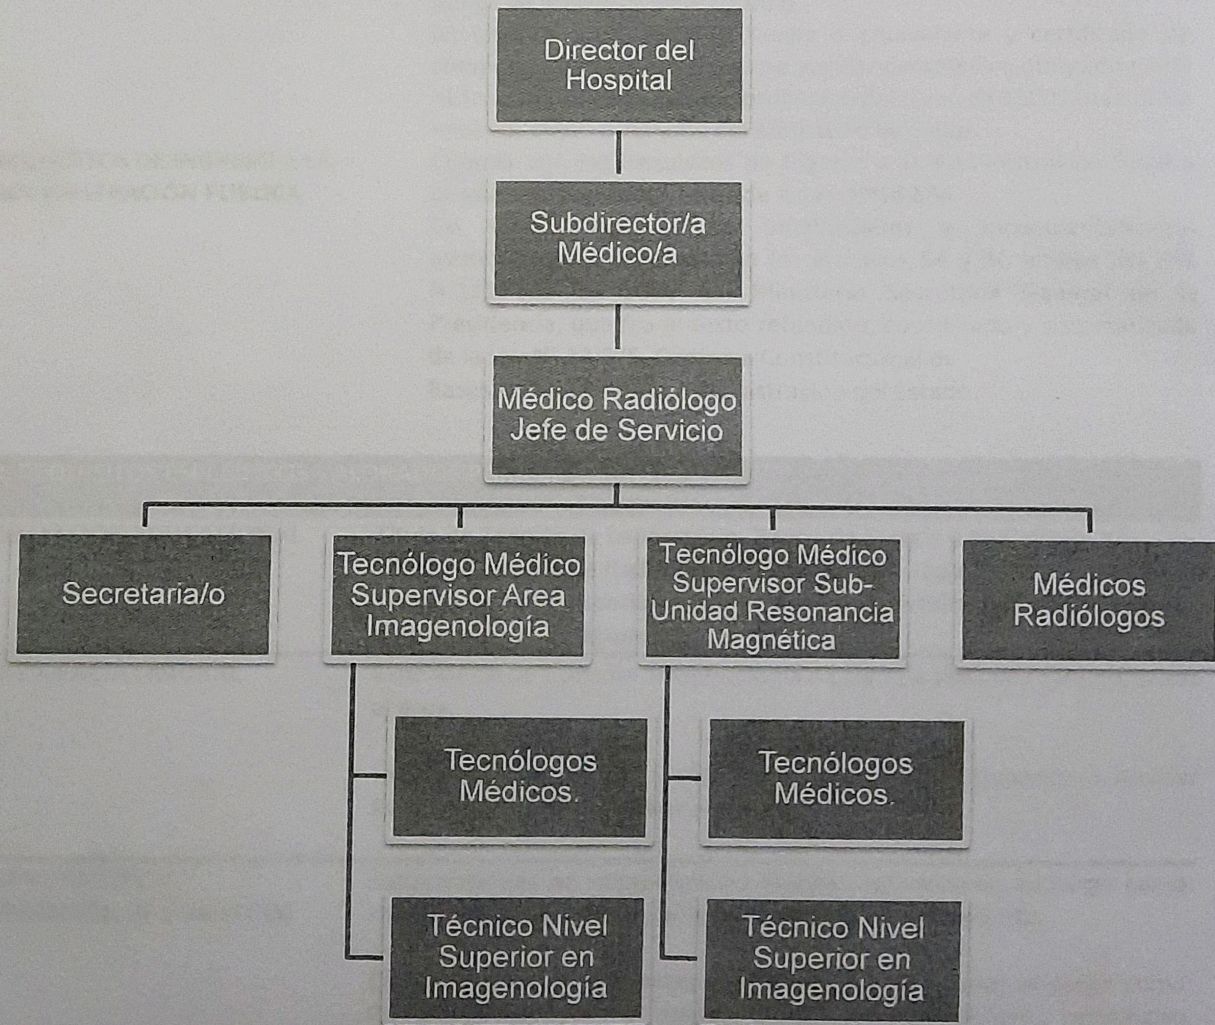 Director del
Hospital
Subdirector/a
Médico/a
Médico Radiólogo
Jefe de Servicio
Secretaria/o
Tecnólogo Médico
Supervisor Area
Imagenología
Tecnólogo Médico
Supervisor Sub-
Unidad Resonancia
Magnética
Médicos
Radiólogos
Tecnólogos
Médicos.
Tecnólogos
Médicos.
Técnico Nivel
Superior en
Imagenología
Técnico Nivel
Superior en
Imagenología